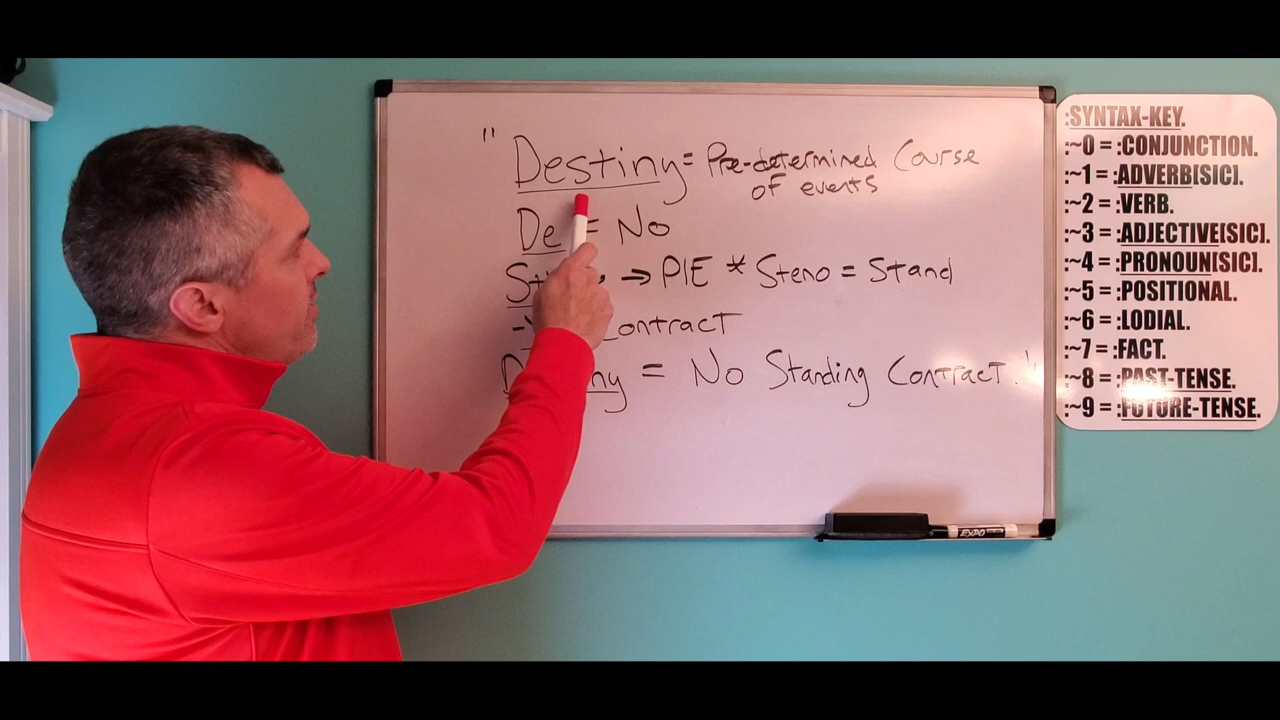 " Destiny = Pre-determined Course
of events
De = No
St → PIE * Steno = Stand
Contract
ny = No Standing Contract. "
:SYNTAX-KEY.
:~0 = :CONJUNCTION.
:~1 = :ADVERB[SIC].
:~2 = :VERB.
:~3 = :ADJECTIVE[SIC].
:~4 = :PRONOUN[SIC].
:~5 = :POSITIONAL.
:~6 = :LODIAL.
:~7 = :FACT.
:~8 = :PAST-TENSE.
:~9 = :FUTURE-TENSE.
EXPO